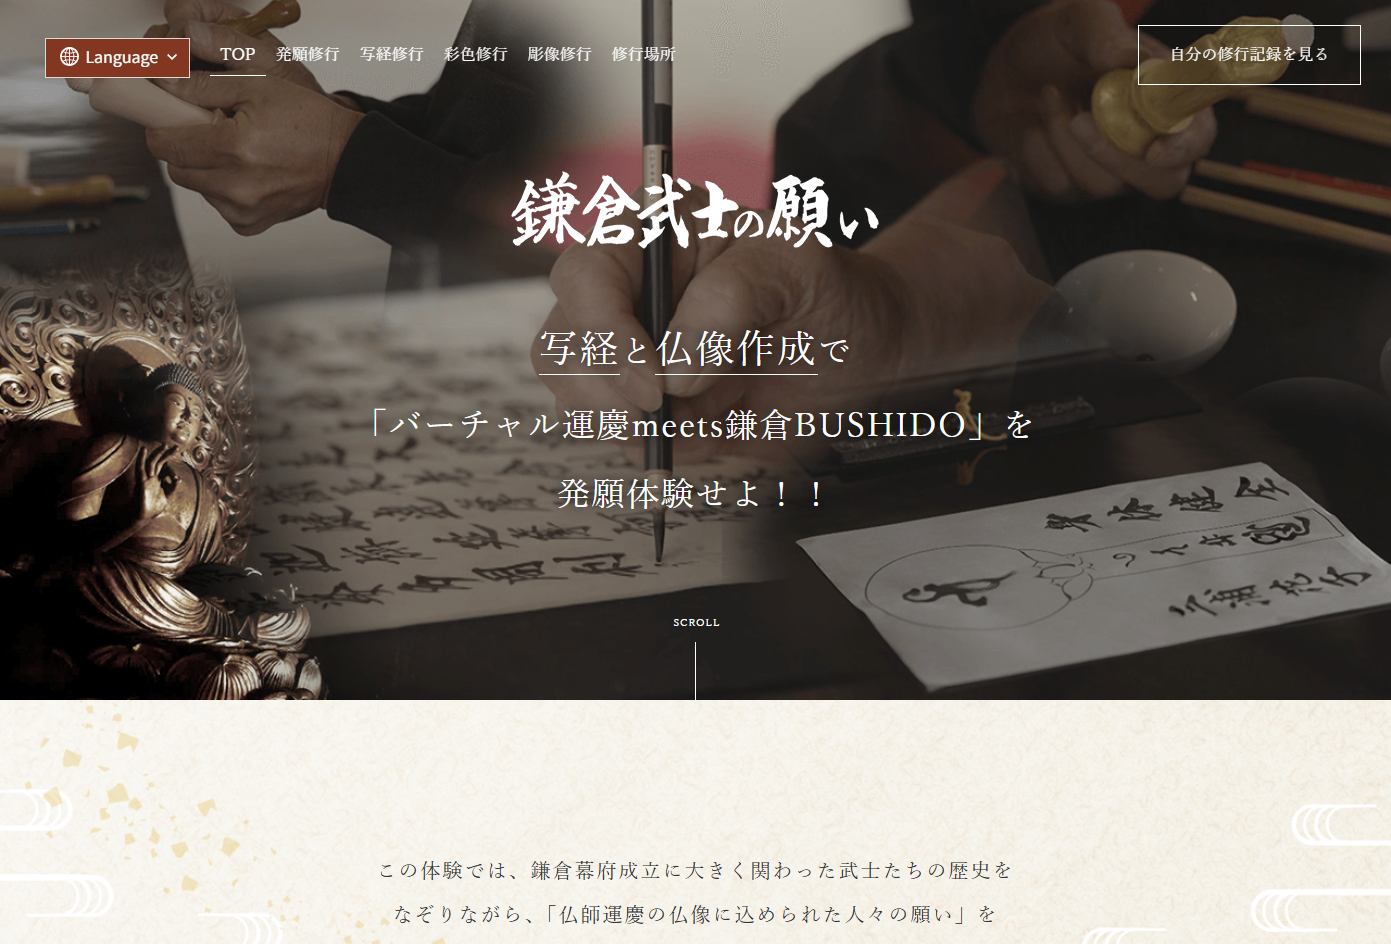 Language
TOP 発願修行 写経修行 彩色修行 彫像修行 修行場所
自分の修行記録を見る
鎌倉武士の願い
写経と仏像作成で
「バーチャル運慶meets鎌倉BUSHIDO」を
発願体験せよ！！
SCROLL
この体験では、鎌倉幕府成立に大きく関わった武士たちの歴史を
なぞりながら、「仏師運慶の仏像に込められた人々の願い」を